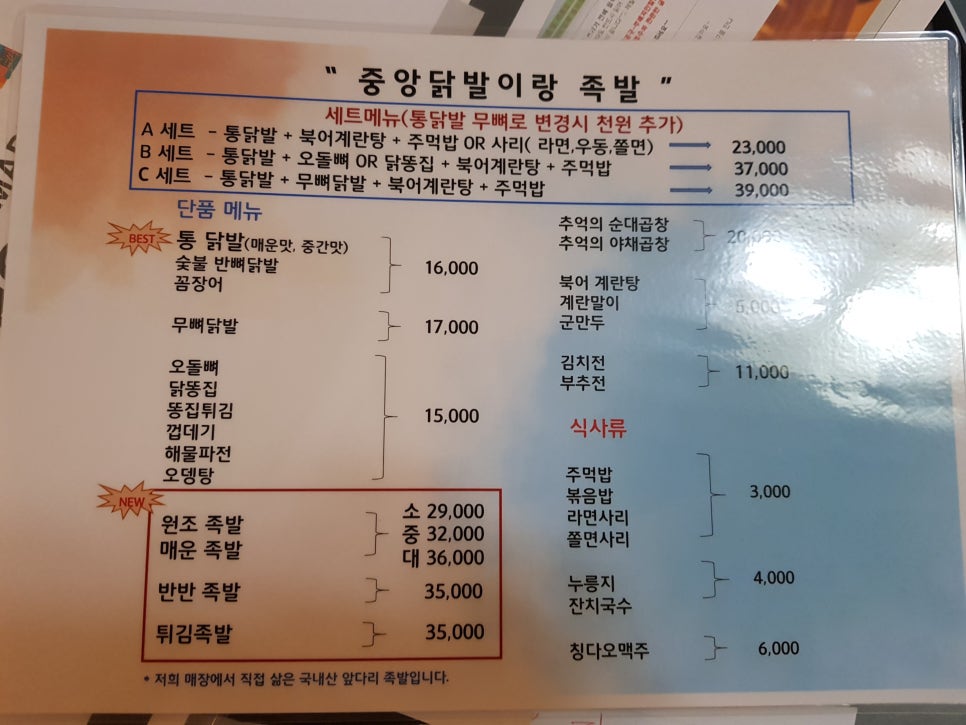 " 중앙닭발이랑 족발 "
세트메뉴(통닭발 무뼈로 변경시 천원 추가)
A 세트 - 통닭발 + 북어계란탕 + 주먹밥 OR 사리( 라면,우동,쫄면) 23,000
B 세트 - 통닭발 + 오돌뼈 OR 닭똥집 + 북어계란탕 + 주먹밥 37,000
C 세트 - 통닭발 + 무뼈닭발 + 북어계란탕 + 주먹밥 39,000
단품 메뉴
BEST
통 닭발(매운맛, 중간맛)
숯불 반뼈닭발
꼼장어
16,000
무뼈닭발 17,000
오돌뼈
닭똥집
똥집튀김
껍데기
해물파전
오뎅탕
15,000
NEW
원조 족발
매운 족발
소 29,000
중 32,000
대 36,000
반반 족발 35,000
튀김족발 35,000
* 저희 매장에서 직접 삶은 국내산 앞다리 족발입니다.
추억의 순대곱창
추억의 야채곱창
북어 계란탕
계란말이
군만두
5,000
김치전
부추전
11,000
식사류
주먹밥
볶음밥
라면사리
쫄면사리
3,000
누룽지
잔치국수
4,000
칭다오맥주 6,000